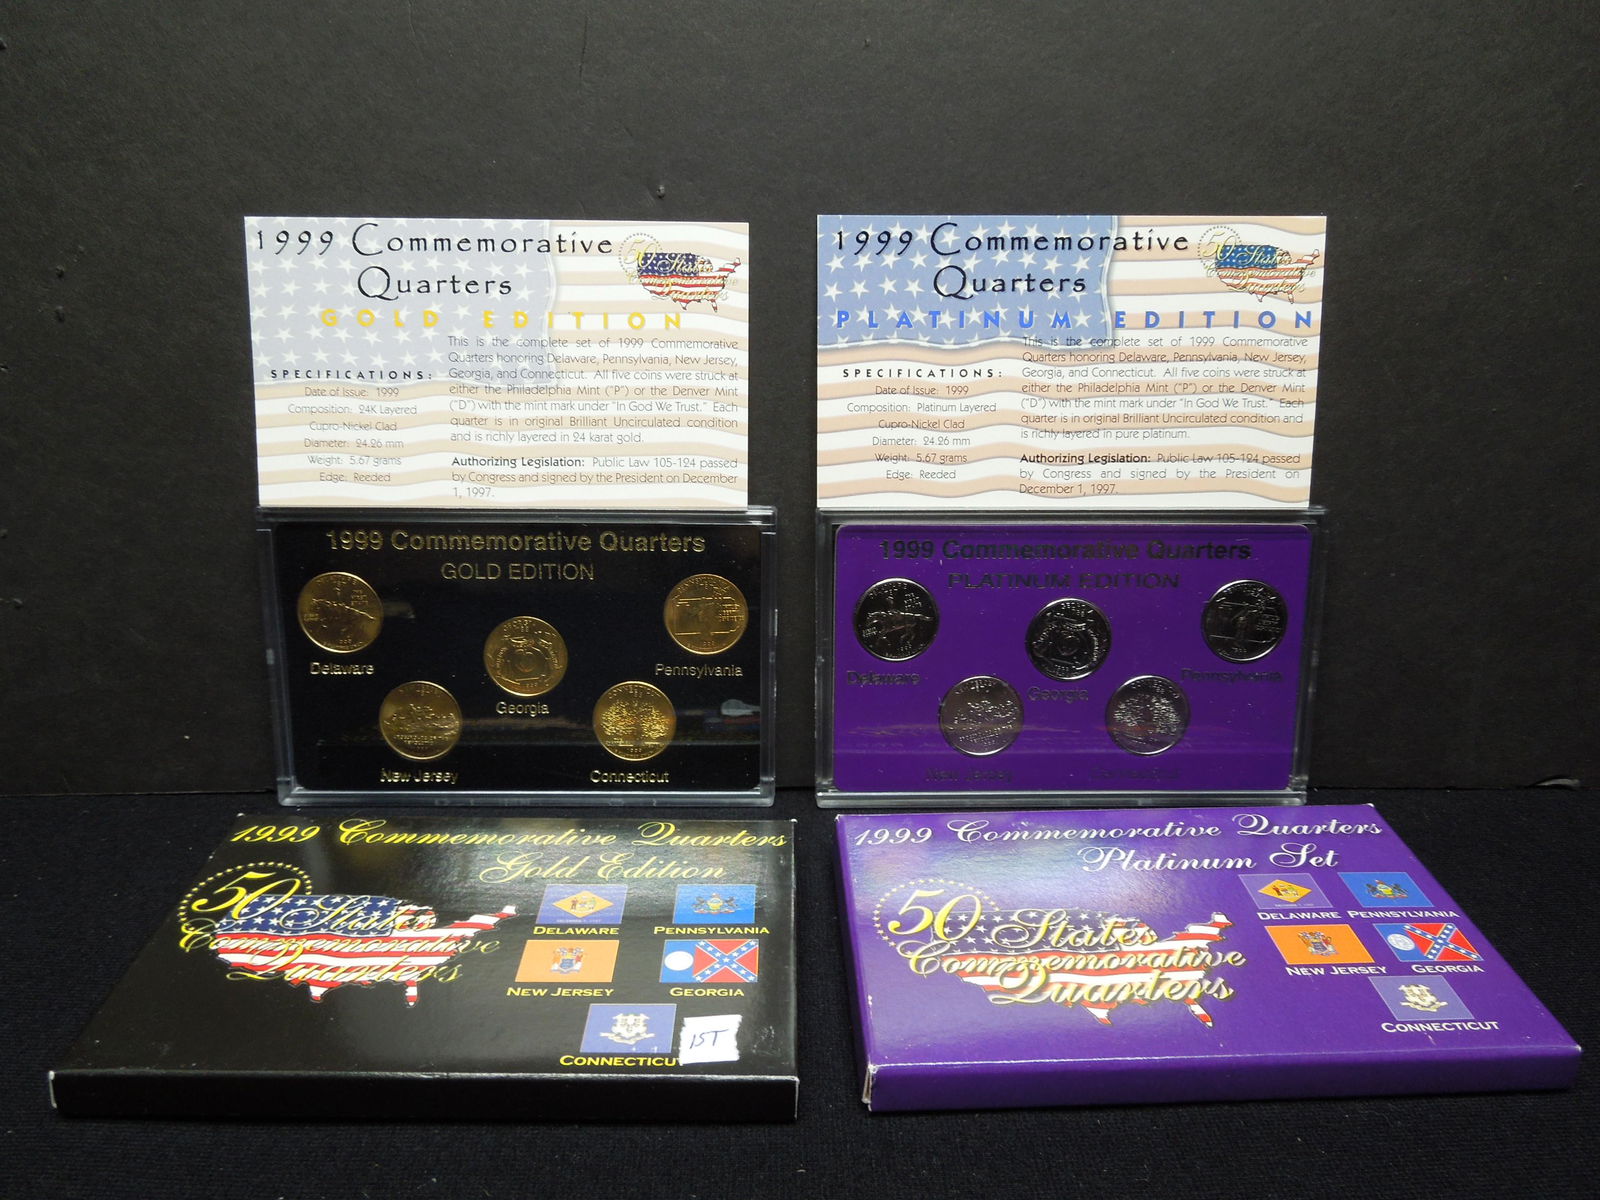 1999 Commemorative
Quarters
50 States
Commemorative
Quarters
GOLD EDITION
SPECIFICATIONS:
Date of Issue: 1999
Composition: 24K Layered
Cupro-Nickel Clad
Diameter: 24.26 mm
Weight: 5.67 grams
Edge: Reeded
This is the complete set of 1999 Commemorative
Quarters honoring Delaware, Pennsylvania, New Jersey,
Georgia, and Connecticut. All five coins were struck at
either the Philadelphia Mint ("P") or the Denver Mint
("D") with the mint mark under "In God We Trust." Each
quarter is in original Brilliant Uncirculated condition
and is richly layered in 24 karat gold.
Authorizing Legislation: Public Law 105-124 passed
by Congress and signed by the President on December
1, 1997.
1999 Commemorative
Quarters
50 States
Commemorative
Quarters
PLATINUM EDITION
SPECIFICATIONS:
Date of Issue: 1999
Composition: Platinum Layered
Cupro-Nickel Clad
Diameter: 24.26 mm
Weight: 5.67 grams
Edge: Reeded
This is the complete set of 1999 Commemorative
Quarters honoring Delaware, Pennsylvania, New Jersey,
Georgia, and Connecticut. All five coins were struck at
either the Philadelphia Mint ("P") or the Denver Mint
("D") with the mint mark under "In God We Trust." Each
quarter is in original Brilliant Uncirculated condition and
is richly layered in pure platinum.
Authorizing Legislation: Public Law 105-124 passed
by Congress and signed by the President on
December 1, 1997.
1999 Commemorative Quarters
GOLD EDITION
Delaware
Pennsylvania
Georgia
New Jersey
Connecticut
1999 Commemorative Quarters
PLATINUM EDITION
Delaware
Pennsylvania
Georgia
New Jersey
Connecticut
1999 Commemorative Quarters
Gold Edition
50 States
Commemorative
Quarters
DELAWARE
PENNSYLVANIA
NEW JERSEY
GEORGIA
CONNECTICUT
15T
1999 Commemorative Quarters
Platinum Set
50 States
Commemorative
Quarters
DELAWARE
PENNSYLVANIA
NEW JERSEY
GEORGIA
CONNECTICUT